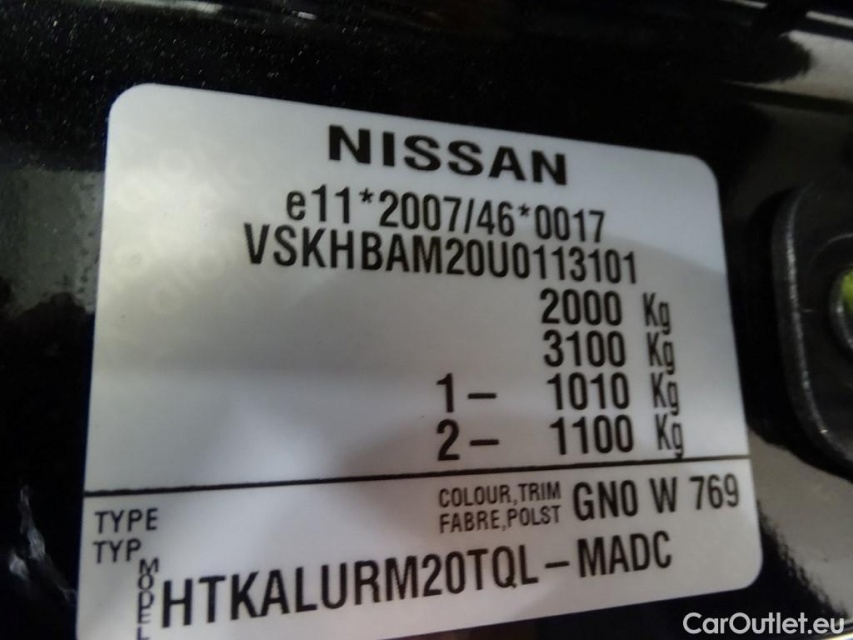 NISSAN
e11*2007/46*0017
VSKHBAM20U0113101
2000 Kg
3100 Kg
1- 1010 Kg
2- 1100 Kg
TYPE
TYP
COLOUR,TRIM
FABRE,POLST
GN0 W 769
MODEL
HTKALURM20TQL-MADC
CarOutlet.eu